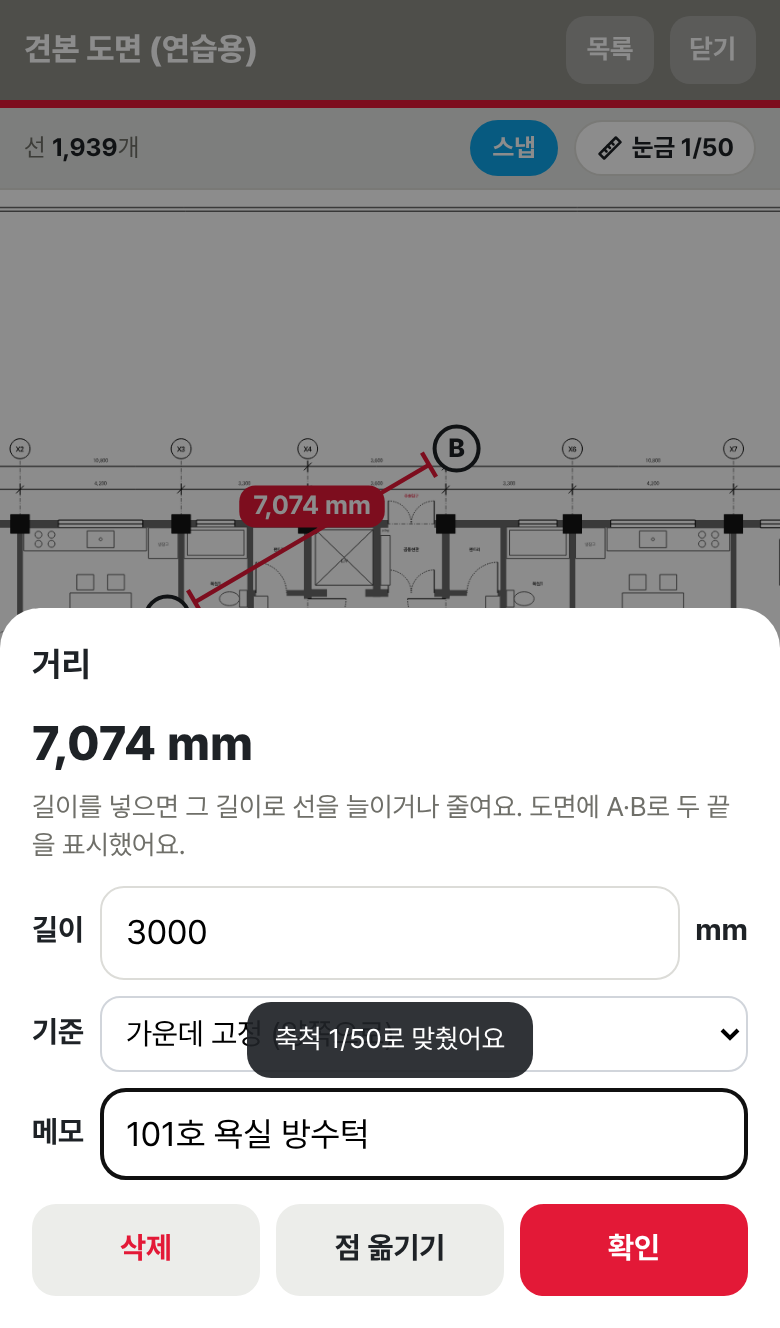 견본 도면 (연습용)
목록
닫기
선 1,939개
스냅
눈금 1/50
X2
X3
X4
B
X6
X7
7,074 mm
거리
7,074 mm
길이를 넣으면 그 길이로 선을 늘이거나 줄여요. 도면에 A·B로 두 끝
을 표시했어요.
길이
3000
mm
기준
가운데 고정
축척 1/50로 맞췄어요
메모
101호 욕실 방수턱
삭제
점 옮기기
확인